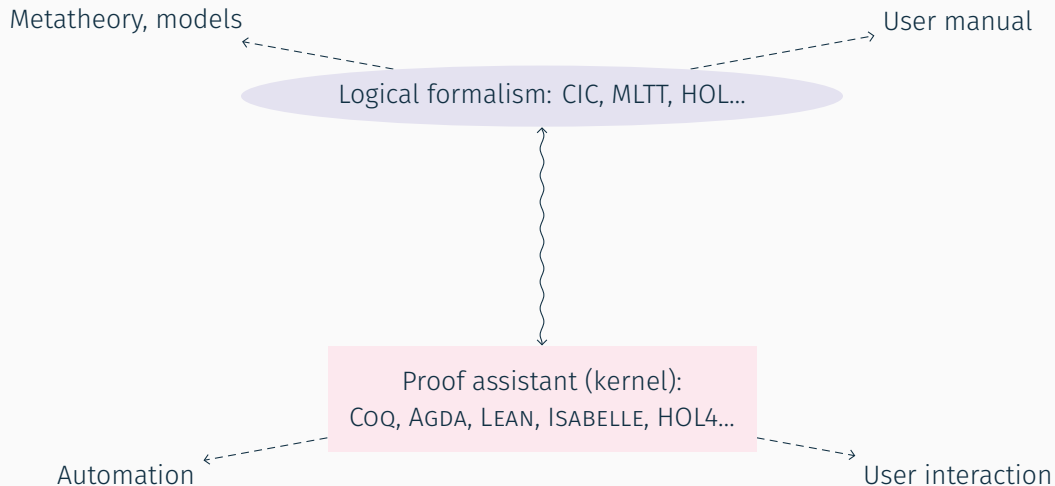 Metatheory, models
User manual
Logical formalism: CIC, MLTT, HOL...
Proof assistant (kernel):
COQ, AGDA, LEAN, ISABELLE, HOL4...
Automation
User interaction